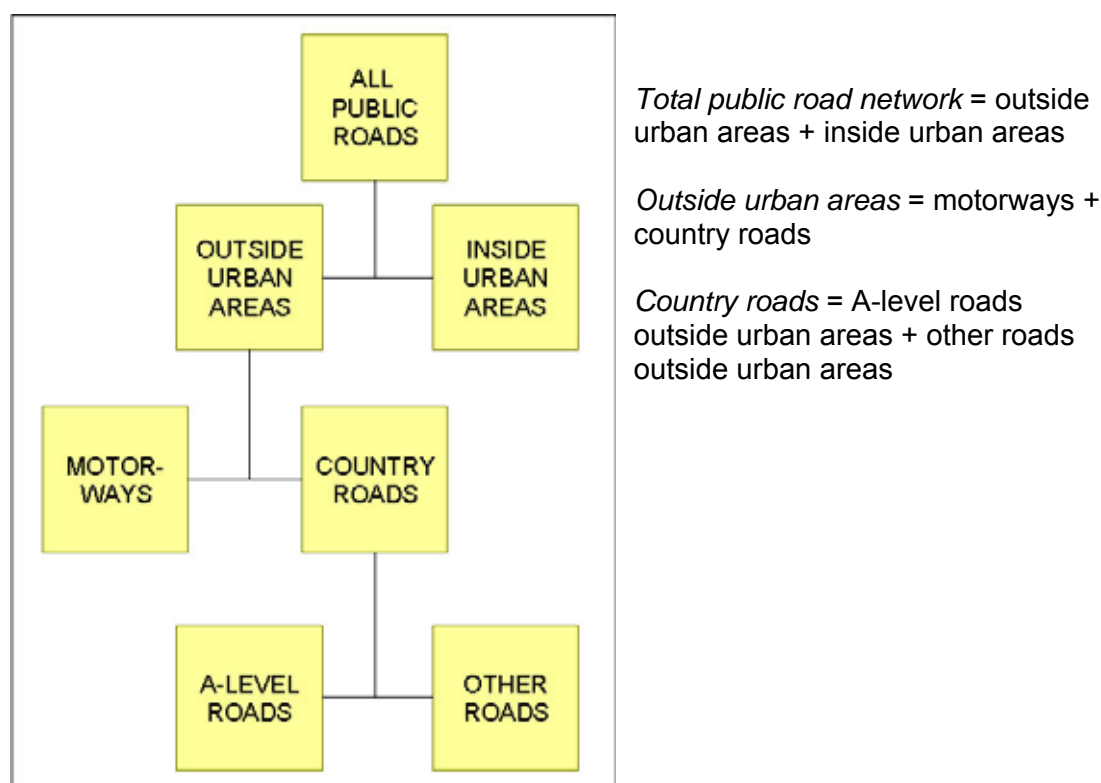 ALL
PUBLIC
ROADS
OUTSIDE
URBAN
AREAS
INSIDE
URBAN
AREAS
MOTOR-
WAYS
COUNTRY
ROADS
A-LEVEL
ROADS
OTHER
ROADS
Total public road network = outside
urban areas + inside urban areas
Outside urban areas = motorways +
country roads
Country roads = A-level roads
outside urban areas + other roads
outside urban areas